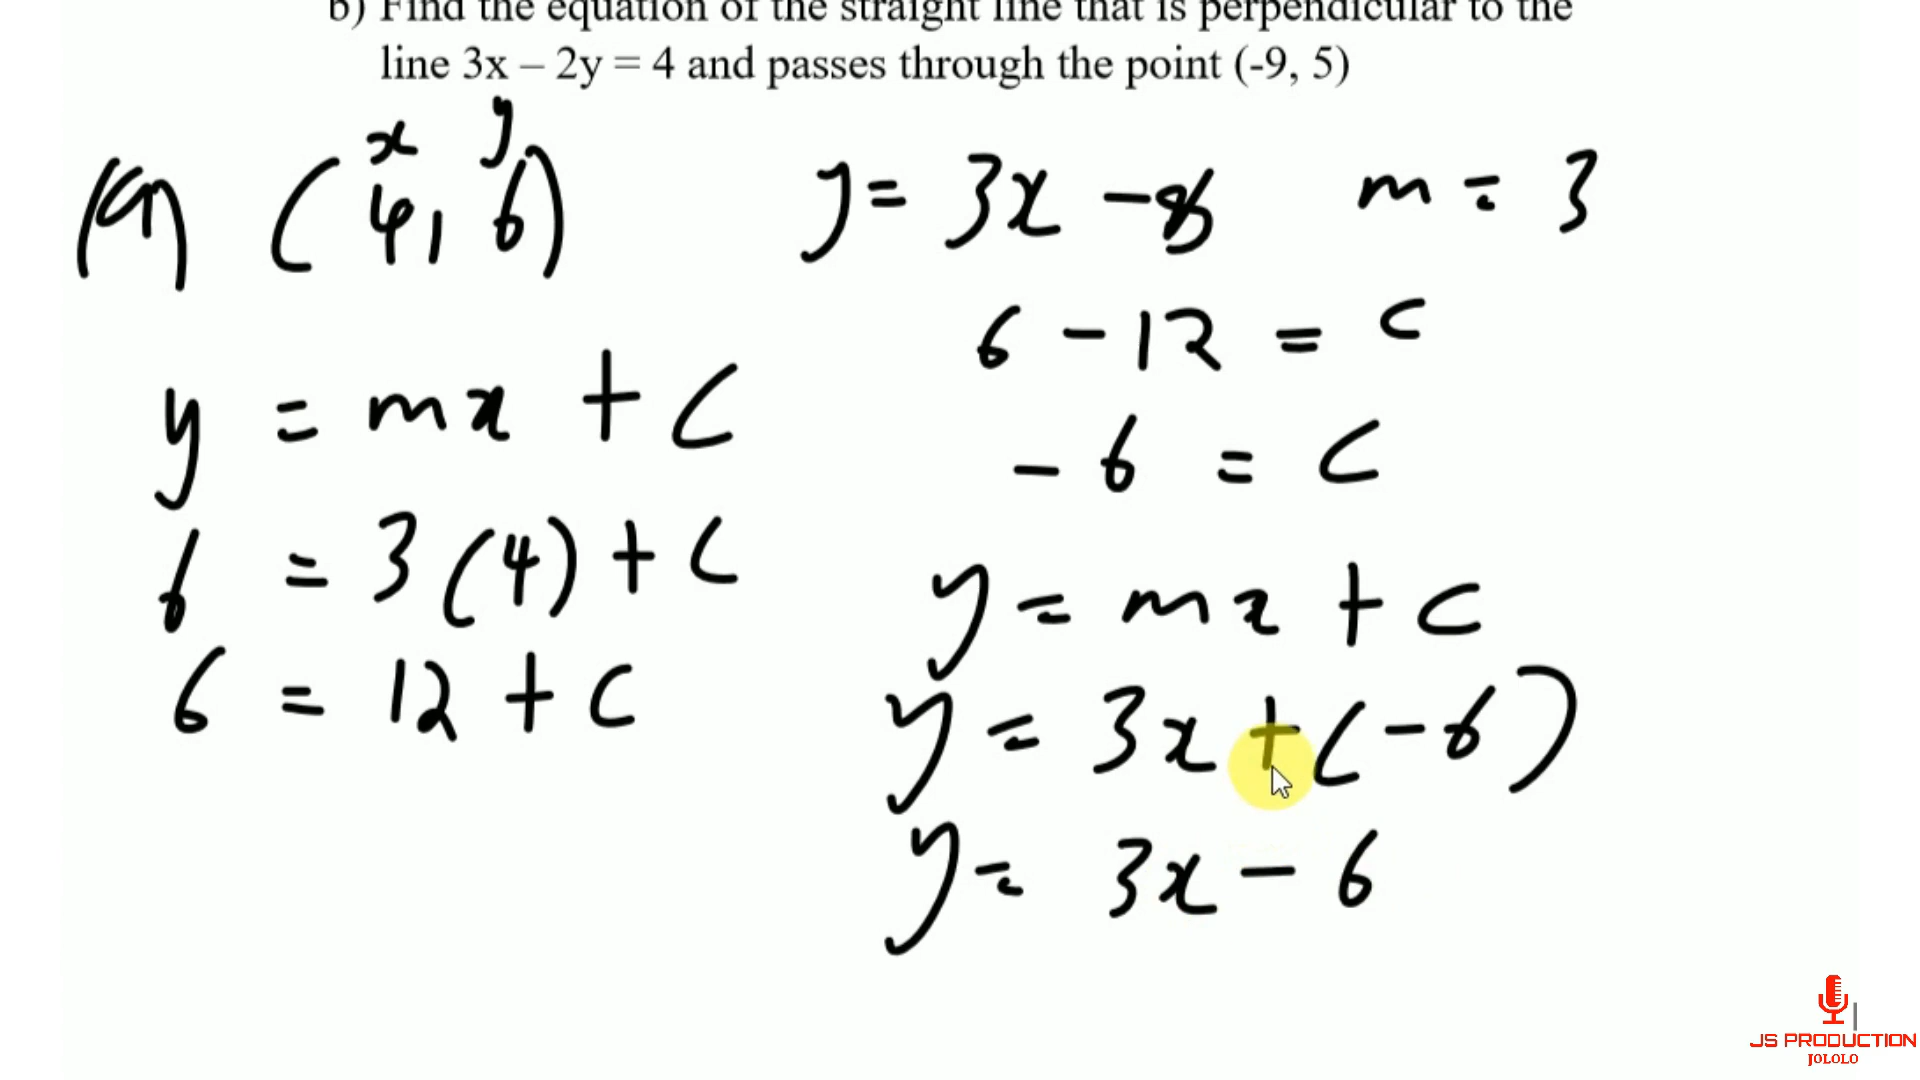 b) Find the equation of the straight line that is perpendicular to the
line 3x – 2y = 4 and passes through the point (-9, 5)
x y
(a) (4, 6)
y = mx + c
6 = 3(4) + c
6 = 12 + c
y = 3x - 8 m = 3
6 - 12 = c
- 6 = c
y = mx + c
y = 3x + (-6)
y = 3x - 6
JS PRODUCTION
JOLOLO